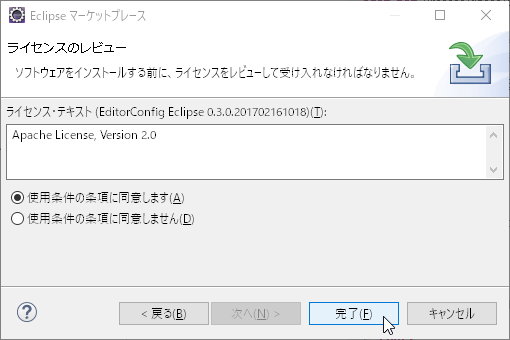 Eclipse マーケットプレース
ライセンスのレビュー
ソフトウェアをインストールする前に、ライセンスをレビューして受け入れなければなりません。
ライセンス・テキスト (EditorConfig Eclipse 0.3.0.201702161018)(T):
Apache License, Version 2.0
使用条件の条項に同意します(A)
使用条件の条項に同意しません(D)
?
< 戻る(B)
次へ(N) >
完了(F)
キャンセル